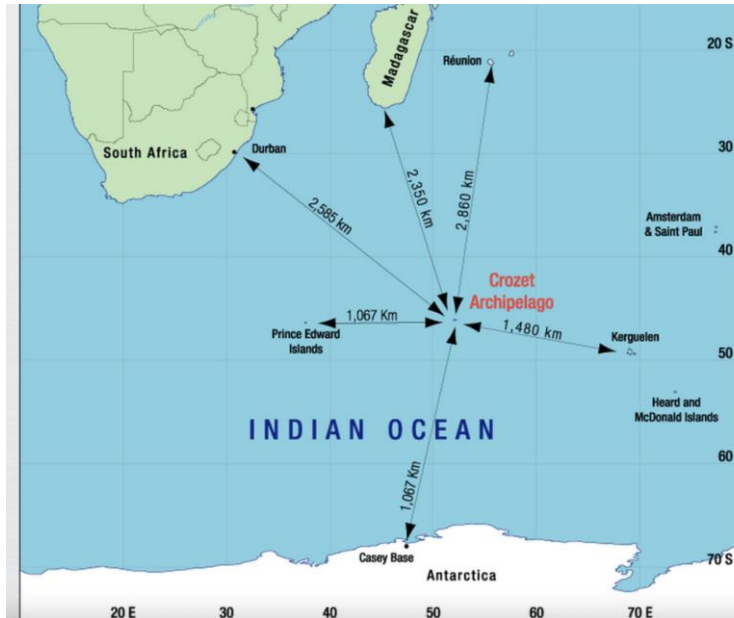 20 S
Réunion
Madagascar
South Africa
Durban
30
2,585 km
2,350 km
2,860 km
Amsterdam
& Saint Paul
40
Crozet
Archipelago
1,067 Km
1,480 km
Prince Edward
Islands
Kerguelen
50
Heard and
McDonald Islands
INDIAN OCEAN
60
1,067 Km
Casey Base
Antarctica
70 S
20 E
30
40
50
60
70 E